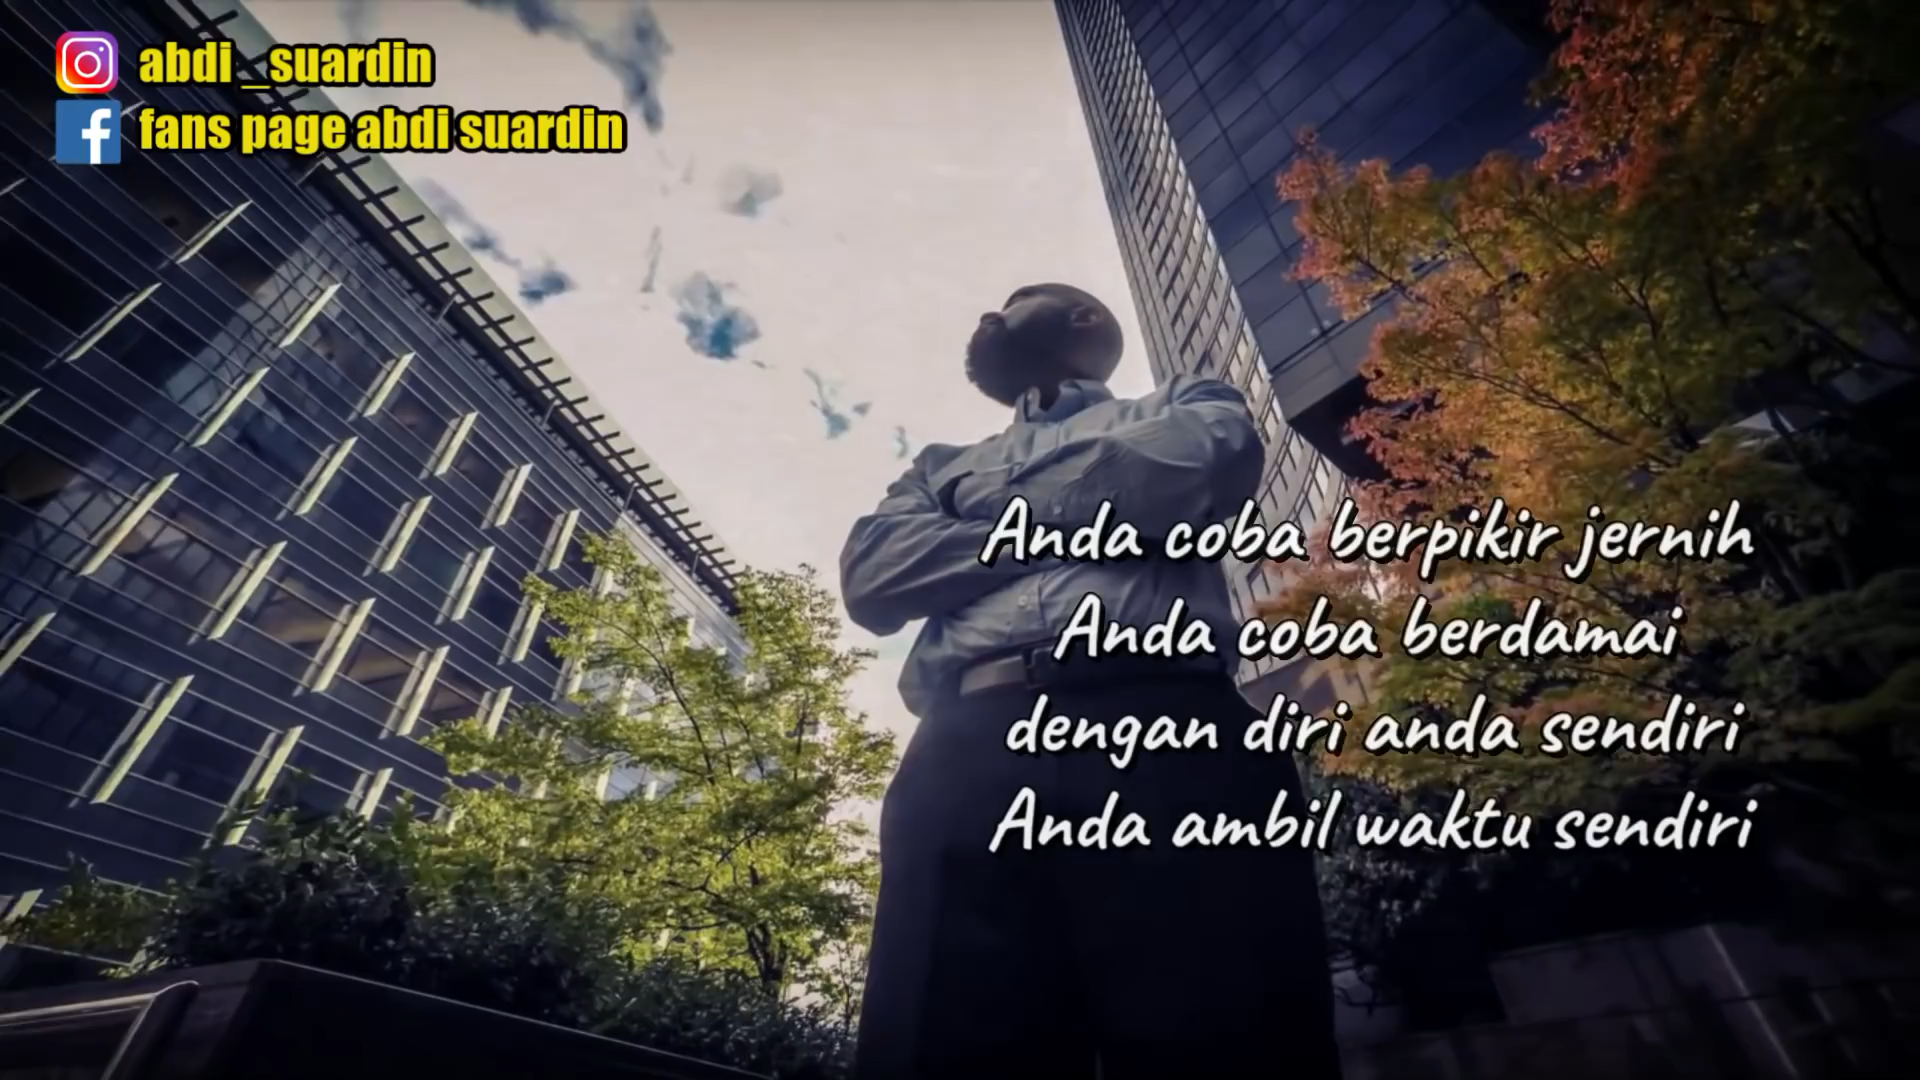 abdi_suardin
fans page abdi suardin
Anda coba berpikir jernih
Anda coba berdamai
dengan diri anda sendiri
Anda ambil waktu sendiri